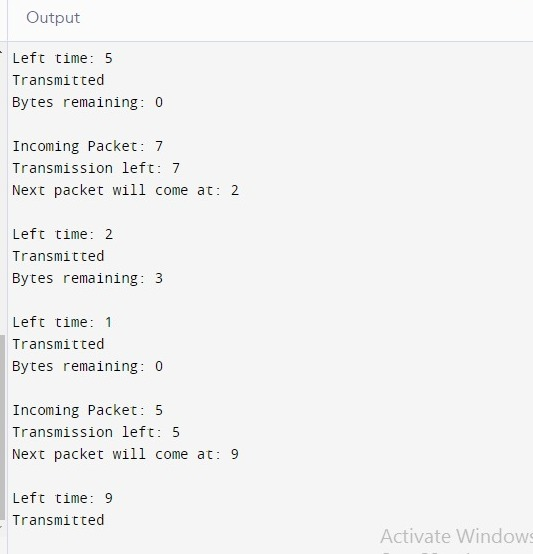 Output
Left time: 5
Transmitted
Bytes remaining: 0
Incoming Packet: 7
Transmission left: 7
Next packet will come at: 2
Left time: 2
Transmitted
Bytes remaining: 3
Left time: 1
Transmitted
Bytes remaining: 0
Incoming Packet: 5
Transmission left: 5
Next packet will come at: 9
Left time: 9
Transmitted
Activate Windows